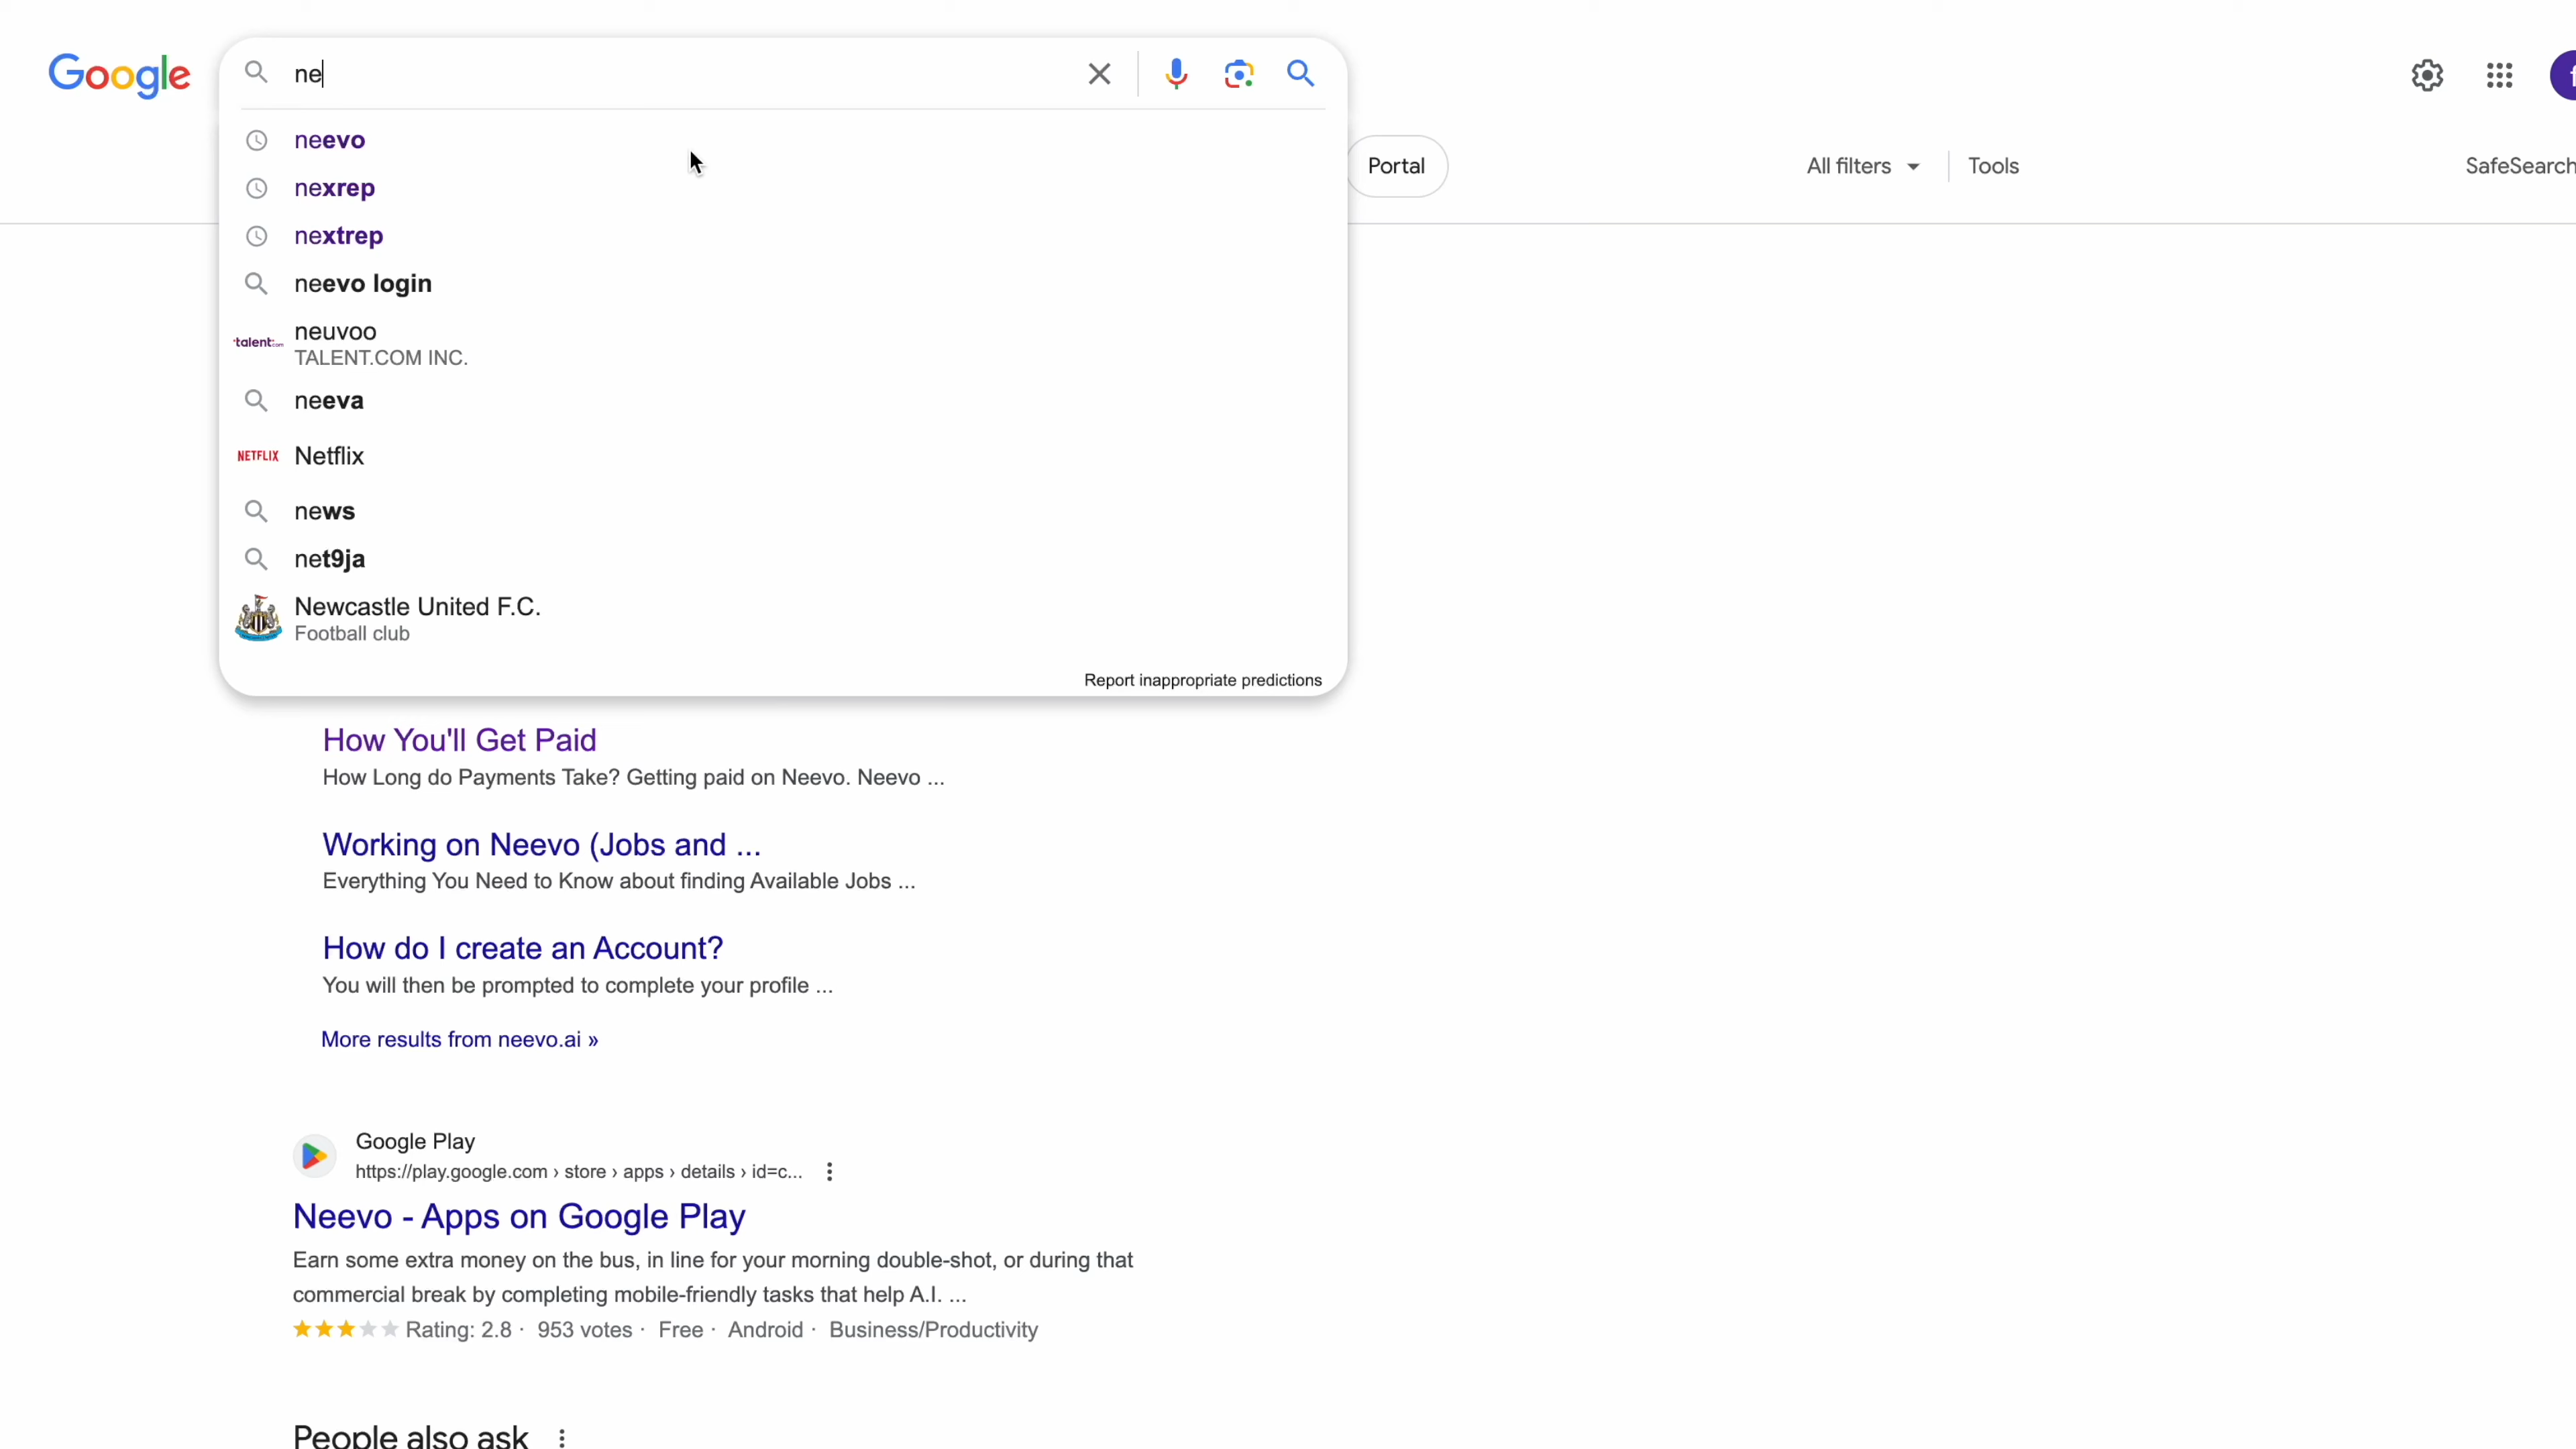 Google
ne
neevo
nexrep
nextrep
neevo login
talent.com
neuvoo
TALENT.COM INC.
neeva
NETFLIX
Netflix
news
net9ja
Newcastle United F.C.
Football club
Report inappropriate predictions
Portal
All filters
Tools
SafeSearch
How You'll Get Paid
How Long do Payments Take? Getting paid on Neevo. Neevo ...
Working on Neevo (Jobs and ...
Everything You Need to Know about finding Available Jobs ...
How do I create an Account?
You will then be prompted to complete your profile ...
More results from neevo.ai »
Google Play
https://play.google.com › store › apps › details › id=c...
Neevo - Apps on Google Play
Earn some extra money on the bus, in line for your morning double-shot, or during that
commercial break by completing mobile-friendly tasks that help A.I. ...
Rating: 2.8 · 953 votes · Free · Android · Business/Productivity
People also ask